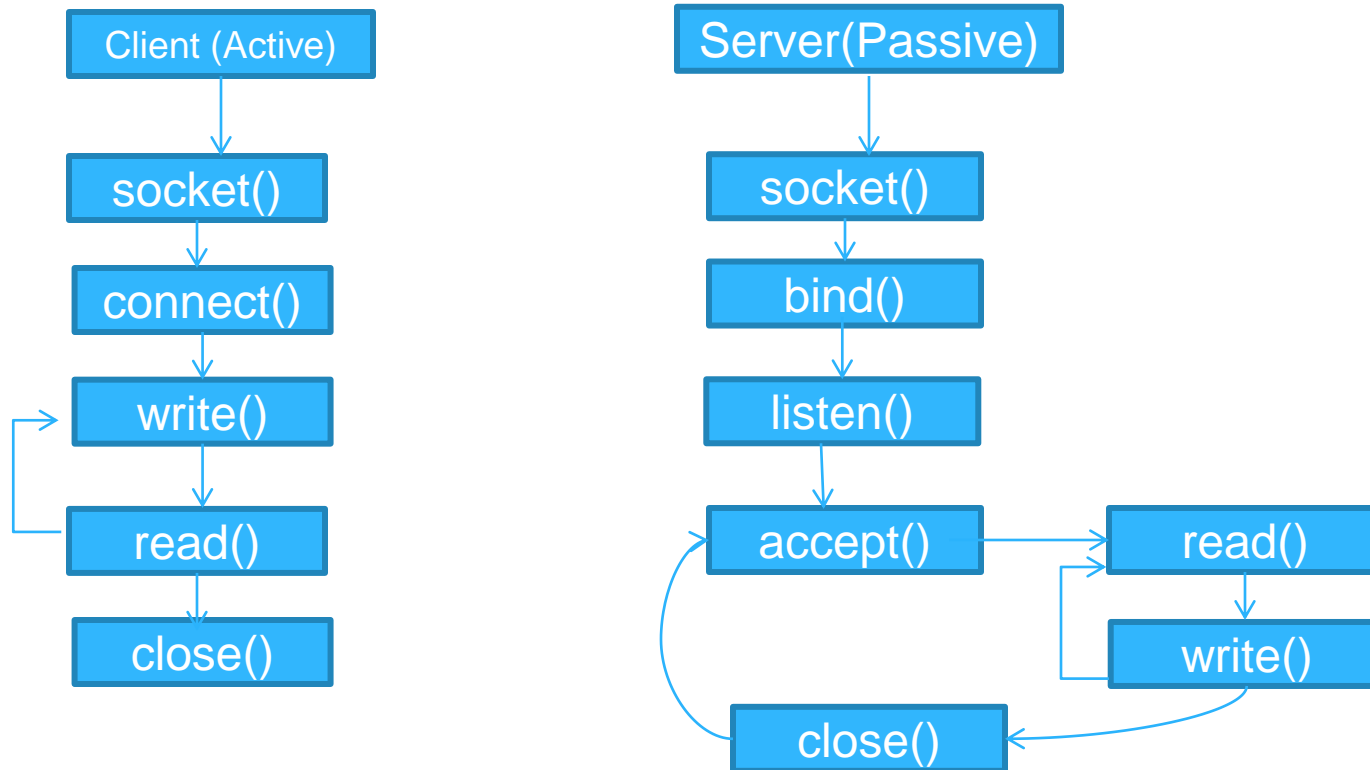 Client (Active)
socket()
connect()
write()
read()
close()
Server(Passive)
socket()
bind()
listen()
accept()
read()
write()
close()